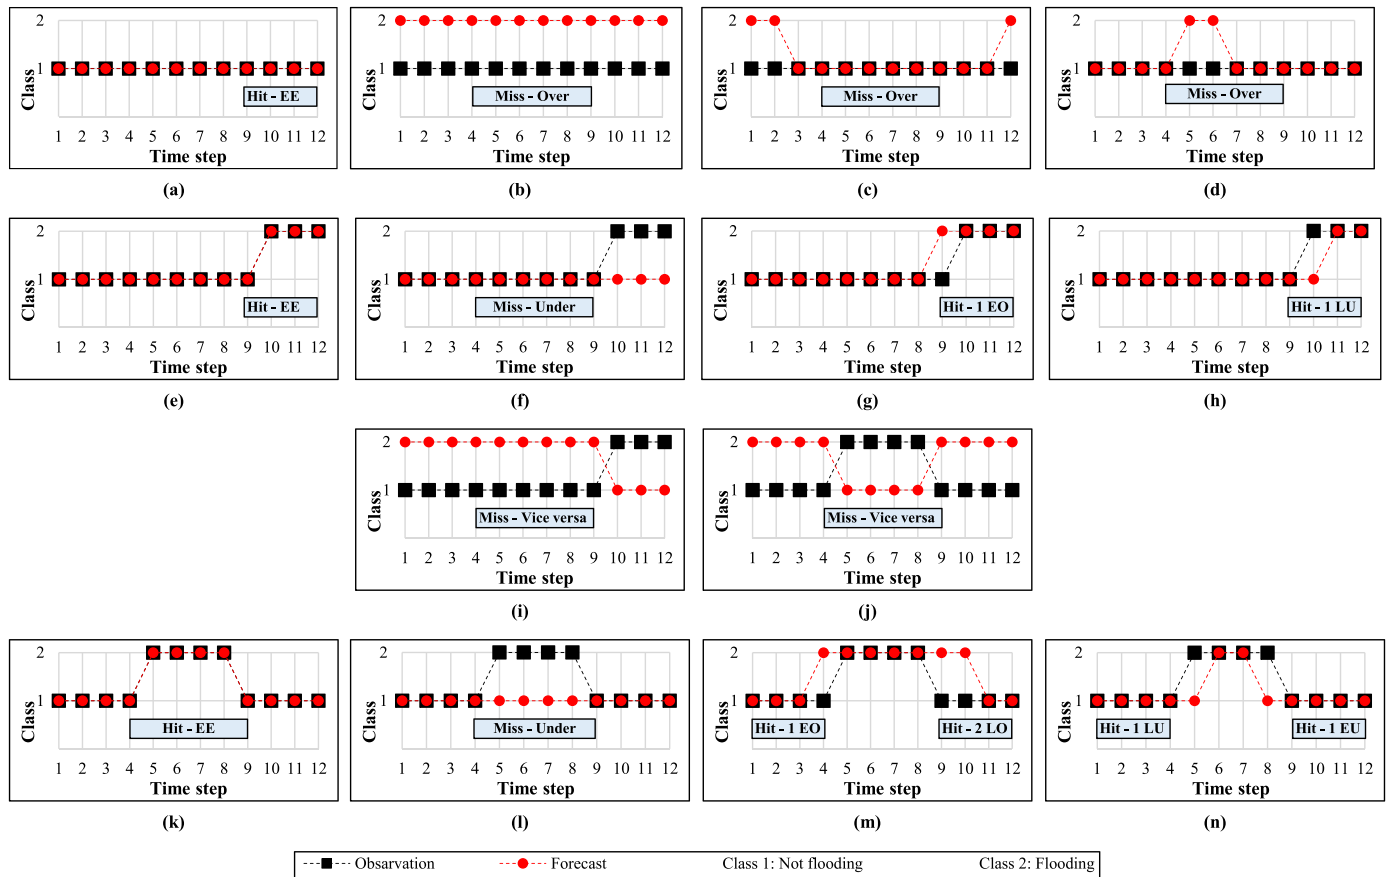 2
1
Class
Hit - EE
1 2 3 4 5 6 7 8 9 10 11 12
Time step
(a)
2
1
Class
Miss - Over
1 2 3 4 5 6 7 8 9 10 11 12
Time step
(b)
2
1
Class
Miss - Over
1 2 3 4 5 6 7 8 9 10 11 12
Time step
(c)
2
1
Class
Miss - Over
1 2 3 4 5 6 7 8 9 10 11 12
Time step
(d)
2
1
Class
Hit - EE
1 2 3 4 5 6 7 8 9 10 11 12
Time step
(e)
2
1
Class
Miss - Under
1 2 3 4 5 6 7 8 9 10 11 12
Time step
(f)
2
1
Class
Hit - 1 EO
1 2 3 4 5 6 7 8 9 10 11 12
Time step
(g)
2
1
Class
Hit - 1 LU
1 2 3 4 5 6 7 8 9 10 11 12
Time step
(h)
2
1
Class
Miss - Vice versa
1 2 3 4 5 6 7 8 9 10 11 12
Time step
(i)
2
1
Class
Miss - Vice versa
1 2 3 4 5 6 7 8 9 10 11 12
Time step
(j)
2
1
Class
Hit - EE
1 2 3 4 5 6 7 8 9 10 11 12
Time step
(k)
2
1
Class
Miss - Under
1 2 3 4 5 6 7 8 9 10 11 12
Time step
(l)
2
1
Class
Hit - 1 EO Hit - 2 LO
1 2 3 4 5 6 7 8 9 10 11 12
Time step
(m)
2
1
Class
Hit - 1 LU Hit - 1 EU
1 2 3 4 5 6 7 8 9 10 11 12
Time step
(n)
Obsarvation Forecast Class 1: Not flooding Class 2: Flooding